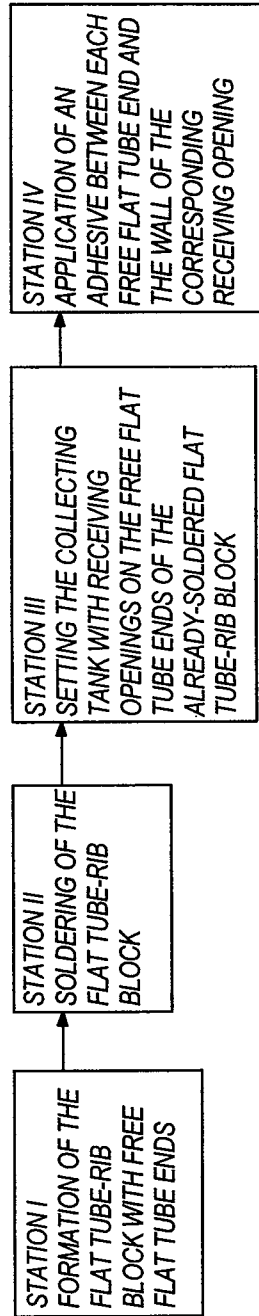 STATION I
FORMATION OF THE
FLAT TUBE-RIB
BLOCK WITH FREE
FLAT TUBE ENDS
STATION II
SOLDERING OF THE
FLAT TUBE-RIB
BLOCK
STATION III
SETTING THE COLLECTING
TANK WITH RECEIVING
OPENINGS ON THE FREE FLAT
TUBE ENDS OF THE
ALREADY-SOLDERED FLAT
TUBE-RIB BLOCK
STATION IV
APPLICATION OF AN
ADHESIVE BETWEEN EACH
FREE FLAT TUBE END AND
THE WALL OF THE
CORRESPONDING
RECEIVING OPENING